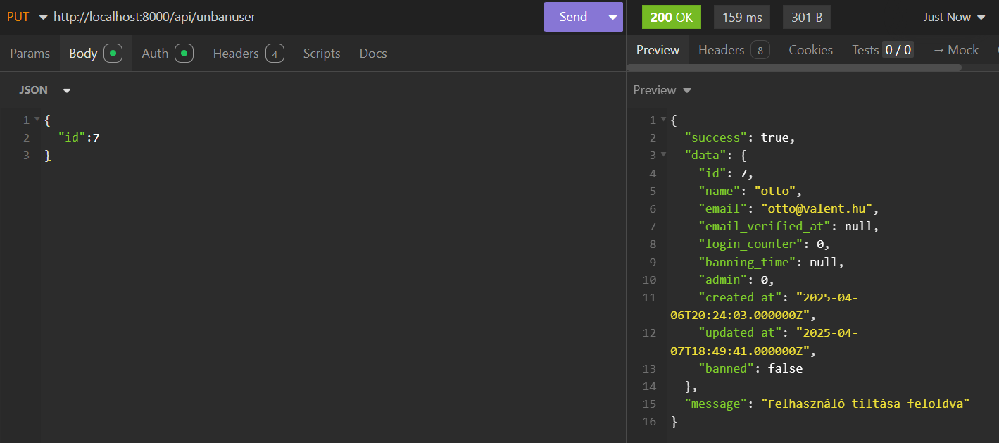 PUT http://localhost:8000/api/unbanuser Send
200 OK 159 ms 301 B Just Now
Params Body Auth Headers 4 Scripts Docs
Preview Headers 8 Cookies Tests 0 / 0 → Mock
JSON
1 {
2 "id":7
3 }
Preview
1 {
2 "success": true,
3 "data": {
4 "id": 7,
5 "name": "otto",
6 "email": "otto@valent.hu",
7 "email_verified_at": null,
8 "login_counter": 0,
9 "banning_time": null,
10 "admin": 0,
11 "created_at": "2025-04-
06T20:24:03.000000Z",
12 "updated_at": "2025-04-
07T18:49:41.000000Z",
13 "banned": false
14 },
15 "message": "Felhasználó tiltása feloldva"
16 }